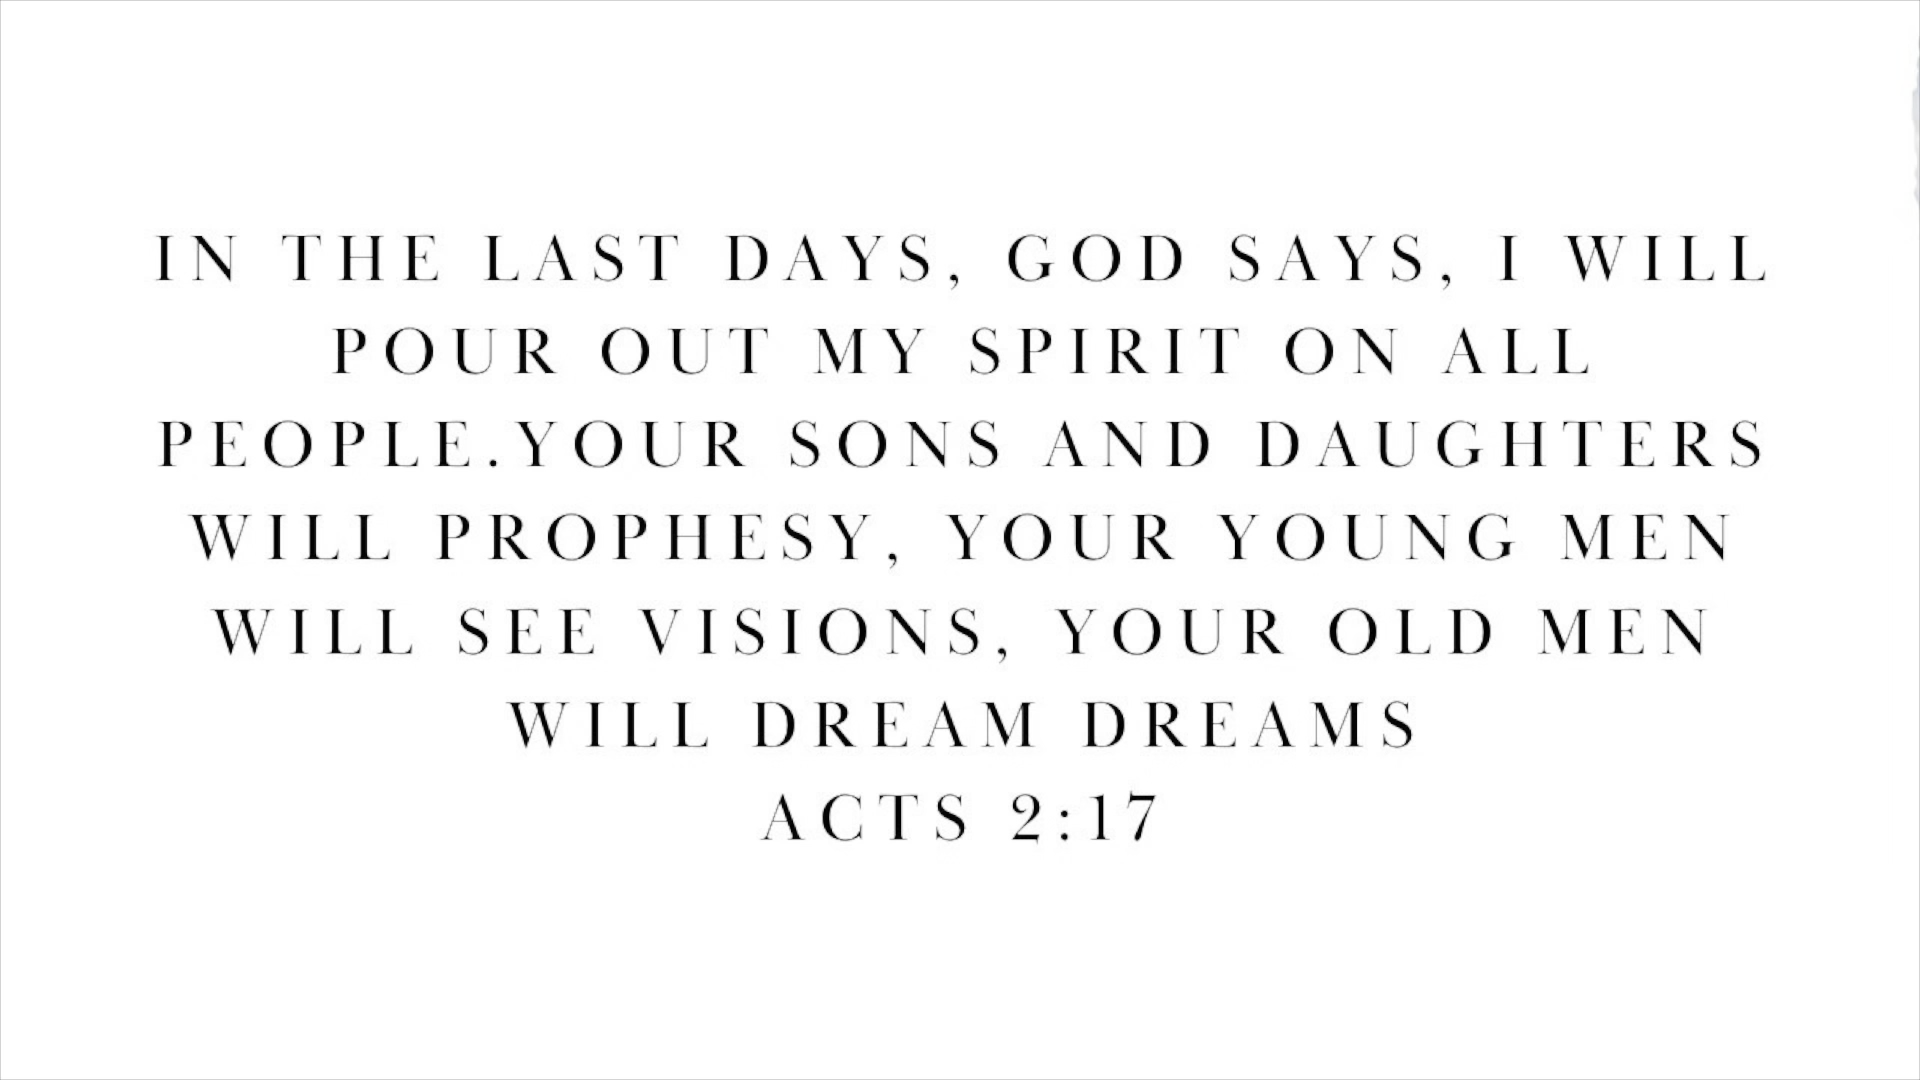 IN THE LAST DAYS, GOD SAYS, I WILL
POUR OUT MY SPIRIT ON ALL
PEOPLE.YOUR SONS AND DAUGHTERS
WILL PROPHESY, YOUR YOUNG MEN
WILL SEE VISIONS, YOUR OLD MEN
WILL DREAM DREAMS
ACTS 2:17